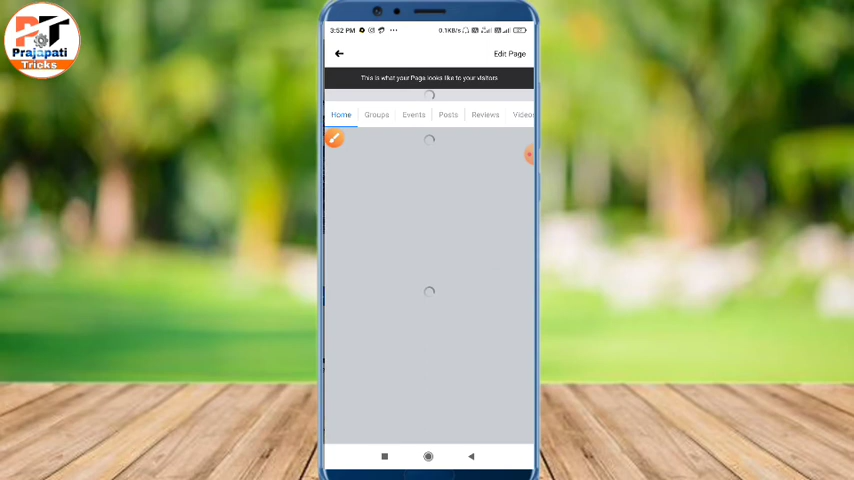 PT
Prajapati
Tricks
3:52 PM
0.1KB/s
Edit Page
This is what your Page looks like to your visitors
Home
Groups
Events
Posts
Reviews
Videos